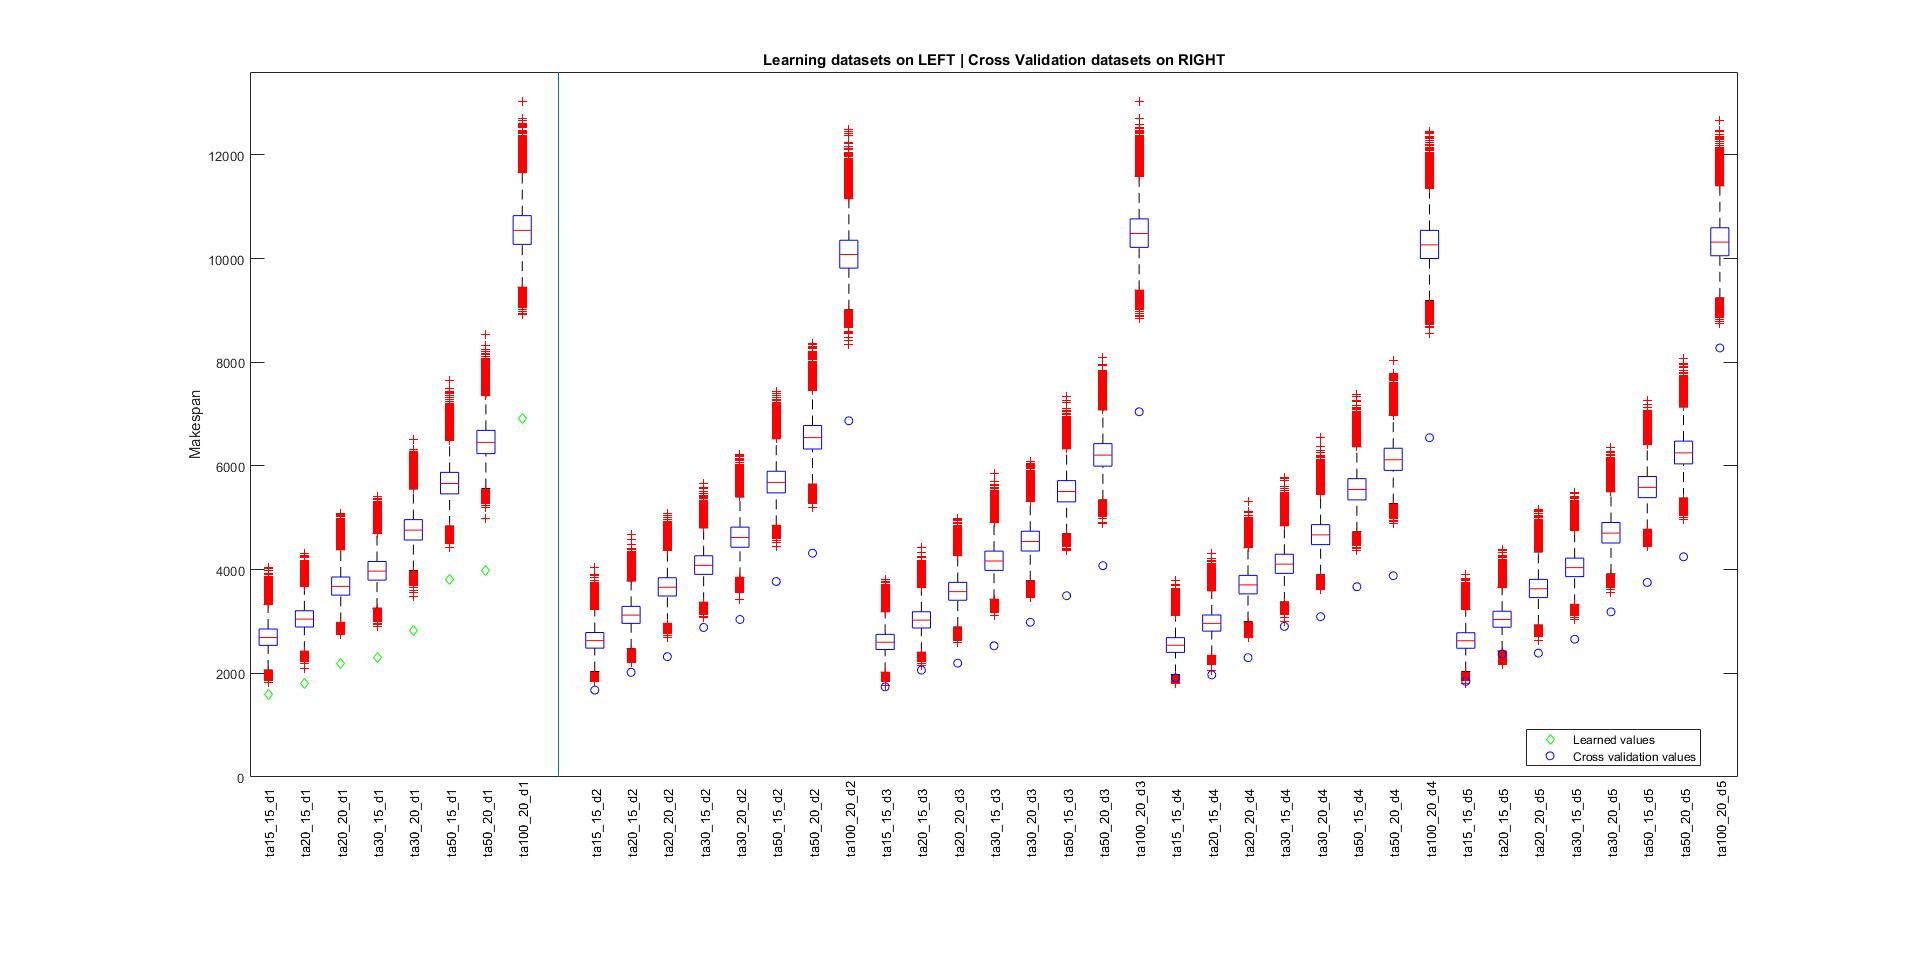 Learning datasets on LEFT | Cross Validation datasets on RIGHT
Makespan
12000
10000
8000
6000
4000
2000
0
Learned values
Cross validation values
ta15_15_d1
ta20_15_d1
ta20_20_d1
ta30_15_d1
ta30_20_d1
ta50_15_d1
ta50_20_d1
ta100_20_d1
ta15_15_d2
ta20_15_d2
ta20_20_d2
ta30_15_d2
ta30_20_d2
ta50_15_d2
ta50_20_d2
ta100_20_d2
ta15_15_d3
ta20_15_d3
ta20_20_d3
ta30_15_d3
ta30_20_d3
ta50_15_d3
ta50_20_d3
ta100_20_d3
ta15_15_d4
ta20_15_d4
ta20_20_d4
ta30_15_d4
ta30_20_d4
ta50_15_d4
ta50_20_d4
ta100_20_d4
ta15_15_d5
ta20_15_d5
ta20_20_d5
ta30_15_d5
ta30_20_d5
ta50_15_d5
ta50_20_d5
ta100_20_d5